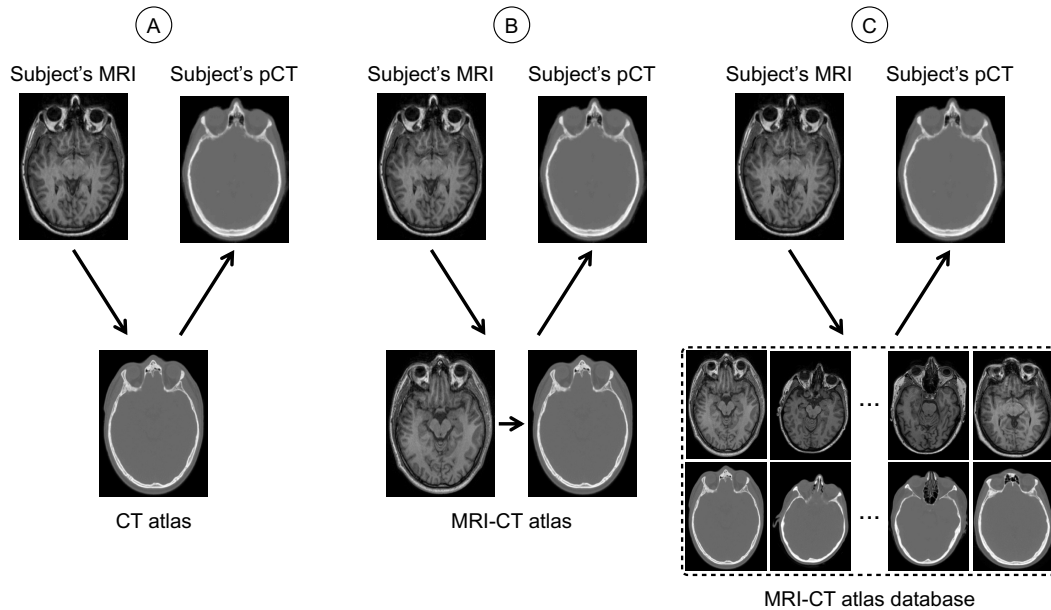 A
B
C
Subject's MRI
Subject's pCT
Subject's MRI
Subject's pCT
Subject's MRI
Subject's pCT
...
...
CT atlas
MRI-CT atlas
MRI-CT atlas database